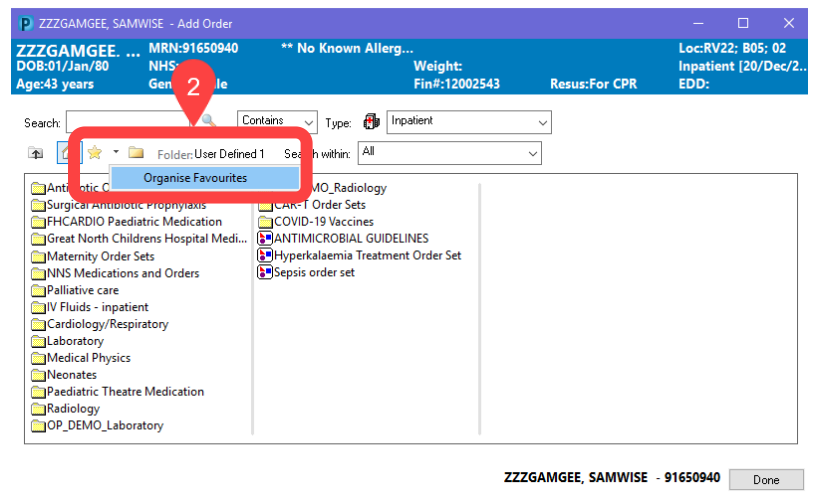 ZZZGAMGEE, SAMWISE - Add Order
ZZZGAMGEE. ... MRN:91650940 ** No Known Allerg... Loc:RV22; B05; 02
DOB:01/Jan/80 NHS: Weight: Inpatient [20/Dec/2...
Age:43 years Fin#:12002543 Resus:For CPR EDD:
2
Search: Contains Type: Inpatient
Folder: User Defined 1 Search within: All
Organise Favourites
Surgical Antibiotic Prophylaxis
FHCARDIO Paediatric Medication
Great North Childrens Hospital Medi...
Maternity Order Sets
NNS Medications and Orders
Palliative care
IV Fluids - inpatient
Cardiology/Respiratory
Laboratory
Medical Physics
Neonates
Paediatric Theatre Medication
Radiology
OP_DEMO_Laboratory
MO_Radiology
CAR-T Order Sets
COVID-19 Vaccines
ANTIMICROBIAL GUIDELINES
Hyperkalaemia Treatment Order Set
Sepsis order set
ZZZGAMGEE, SAMWISE - 91650940 Done